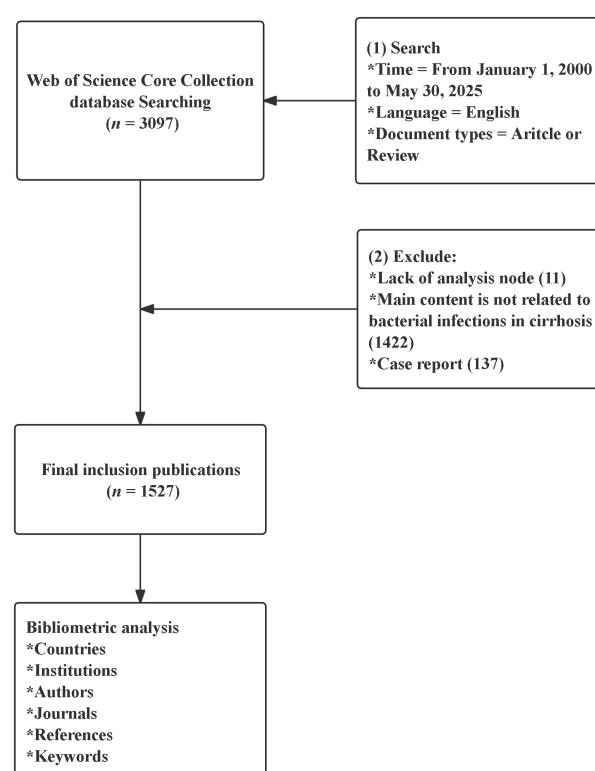 Web of Science Core Collection
database Searching
(n = 3097)
(1) Search
*Time = From January 1, 2000
to May 30, 2025
*Language = English
*Document types = Aritcle or
Review
(2) Exclude:
*Lack of analysis node (11)
*Main content is not related to
bacterial infections in cirrhosis
(1422)
*Case report (137)
Final inclusion publications
(n = 1527)
Bibliometric analysis
*Countries
*Institutions
*Authors
*Journals
*References
*Keywords